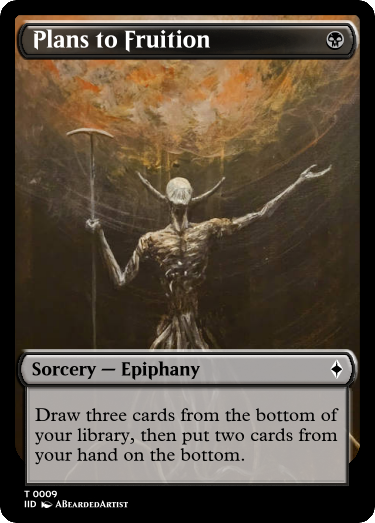 Plans to Fruition
Sorcery — Epiphany
Draw three cards from the bottom of
your library, then put two cards from
your hand on the bottom.
T 0009
IID ABeardedArtist